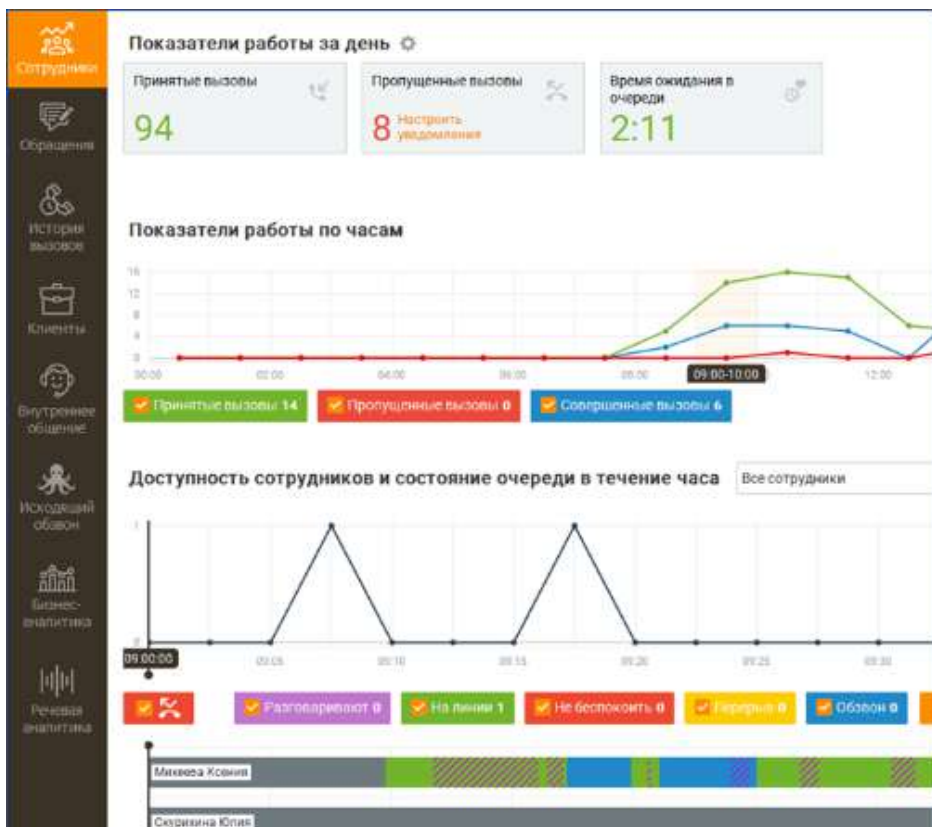 Сотрудники
Обращения
История
вызовов
Клиенты
Внутреннее
общение
Исходящий
обзвон
Бизнес-
аналитика
Речевая
аналитика
Показатели работы за день
Принятые вызовы
94
Пропущенные вызовы
8 Настроить
уведомления
Время ожидания в
очереди
2:11
Показатели работы по часам
16
12
8
4
0
00:00 02:00 04:00 06:00 08:00 09:00-10:00 12:00
Принятые вызовы 14 Пропущенные вызовы 0 Совершенные вызовы 6
Доступность сотрудников и состояние очереди в течение часа Все сотрудники
1
0
09:00:00 09:05 09:10 09:15 09:20 09:25 09:30
Разговаривают 0 На линии 1 Не беспокоить 0 Перерыв 0 Обзвон 0
Михеева Ксения
Скурихина Юлия